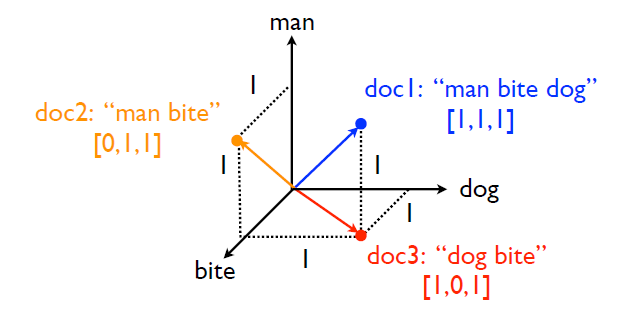 man
1
doc2: “man bite”
[0,1,1]
doc1: “man bite dog”
[1,1,1]
1
1
dog
1
bite
1
doc3: “dog bite”
[1,0,1]